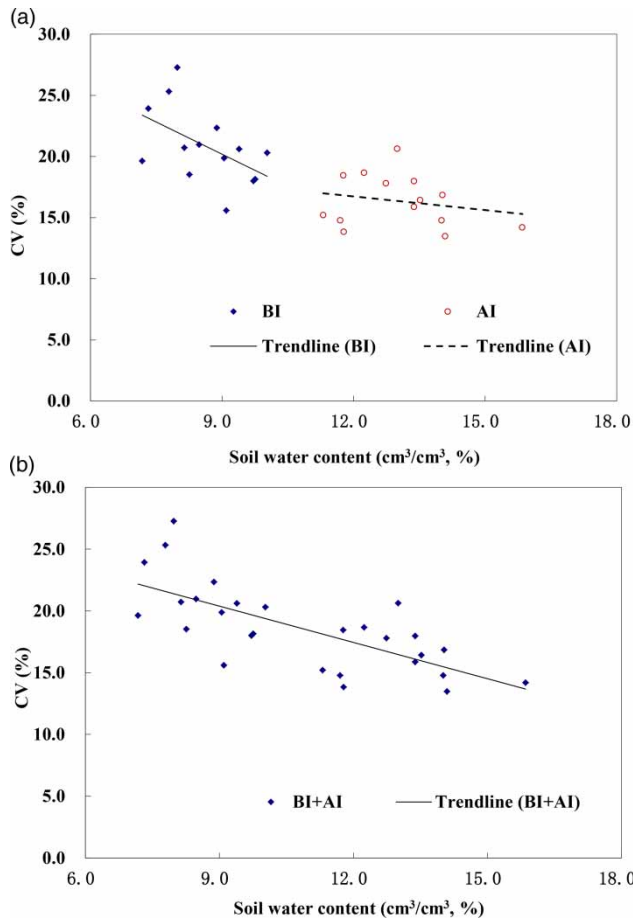 (a)
30.0
25.0
20.0
15.0
10.0
5.0
0.0
CV (%)
BI AI
Trendline (BI) Trendline (AI)
6.0 9.0 12.0 15.0 18.0
Soil water content (cm³/cm³, %)
(b)
30.0
25.0
20.0
15.0
10.0
5.0
0.0
CV (%)
BI+AI Trendline (BI+AI)
6.0 9.0 12.0 15.0 18.0
Soil water content (cm³/cm³, %)